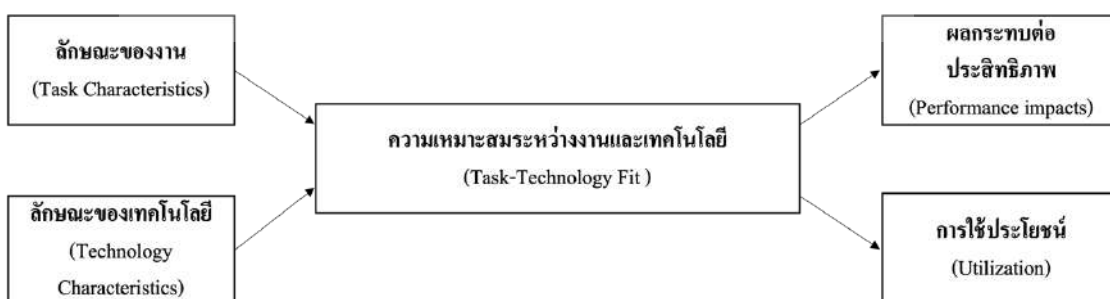 ลักษณะของงาน
(Task Characteristics)
ลักษณะของเทคโนโลยี
(Technology
Characteristics)
ความเหมาะสมระหว่างงานและเทคโนโลยี
(Task-Technology Fit )
ผลกระทบต่อ
ประสิทธิภาพ
(Performance impacts)
การใช้ประโยชน์
(Utilization)